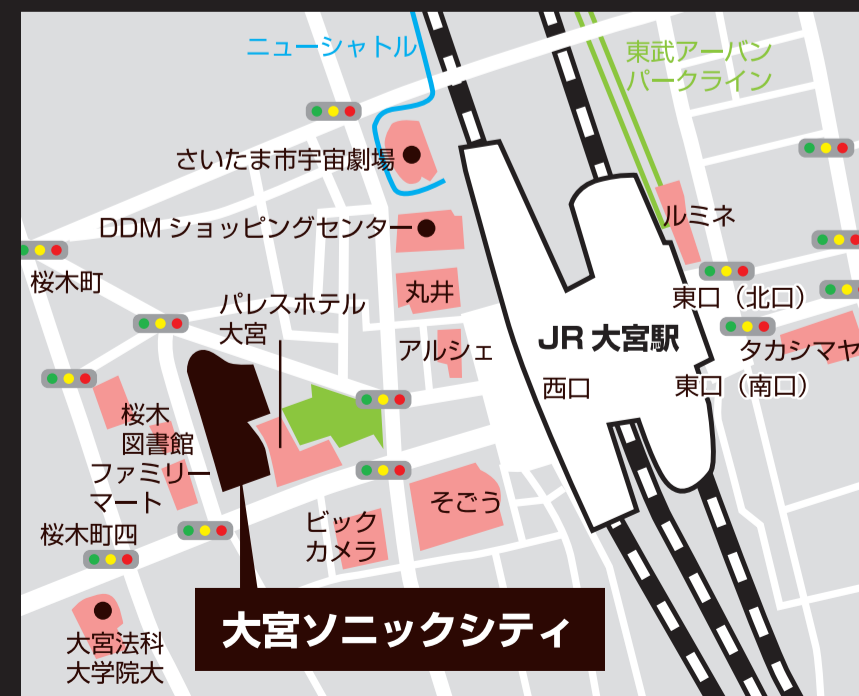 ニューシャトル
東武アーバン
パークライン
さいたま市宇宙劇場
DDM ショッピングセンター
ルミネ
桜木町
丸井
東口（北口）
パレスホテル
大宮
アルシェ
JR 大宮駅
タカシマヤ
西口
東口（南口）
桜木
図書館
ファミリー
マート
そごう
ビック
カメラ
桜木町四
大宮ソニックシティ
大宮法科
大学院大